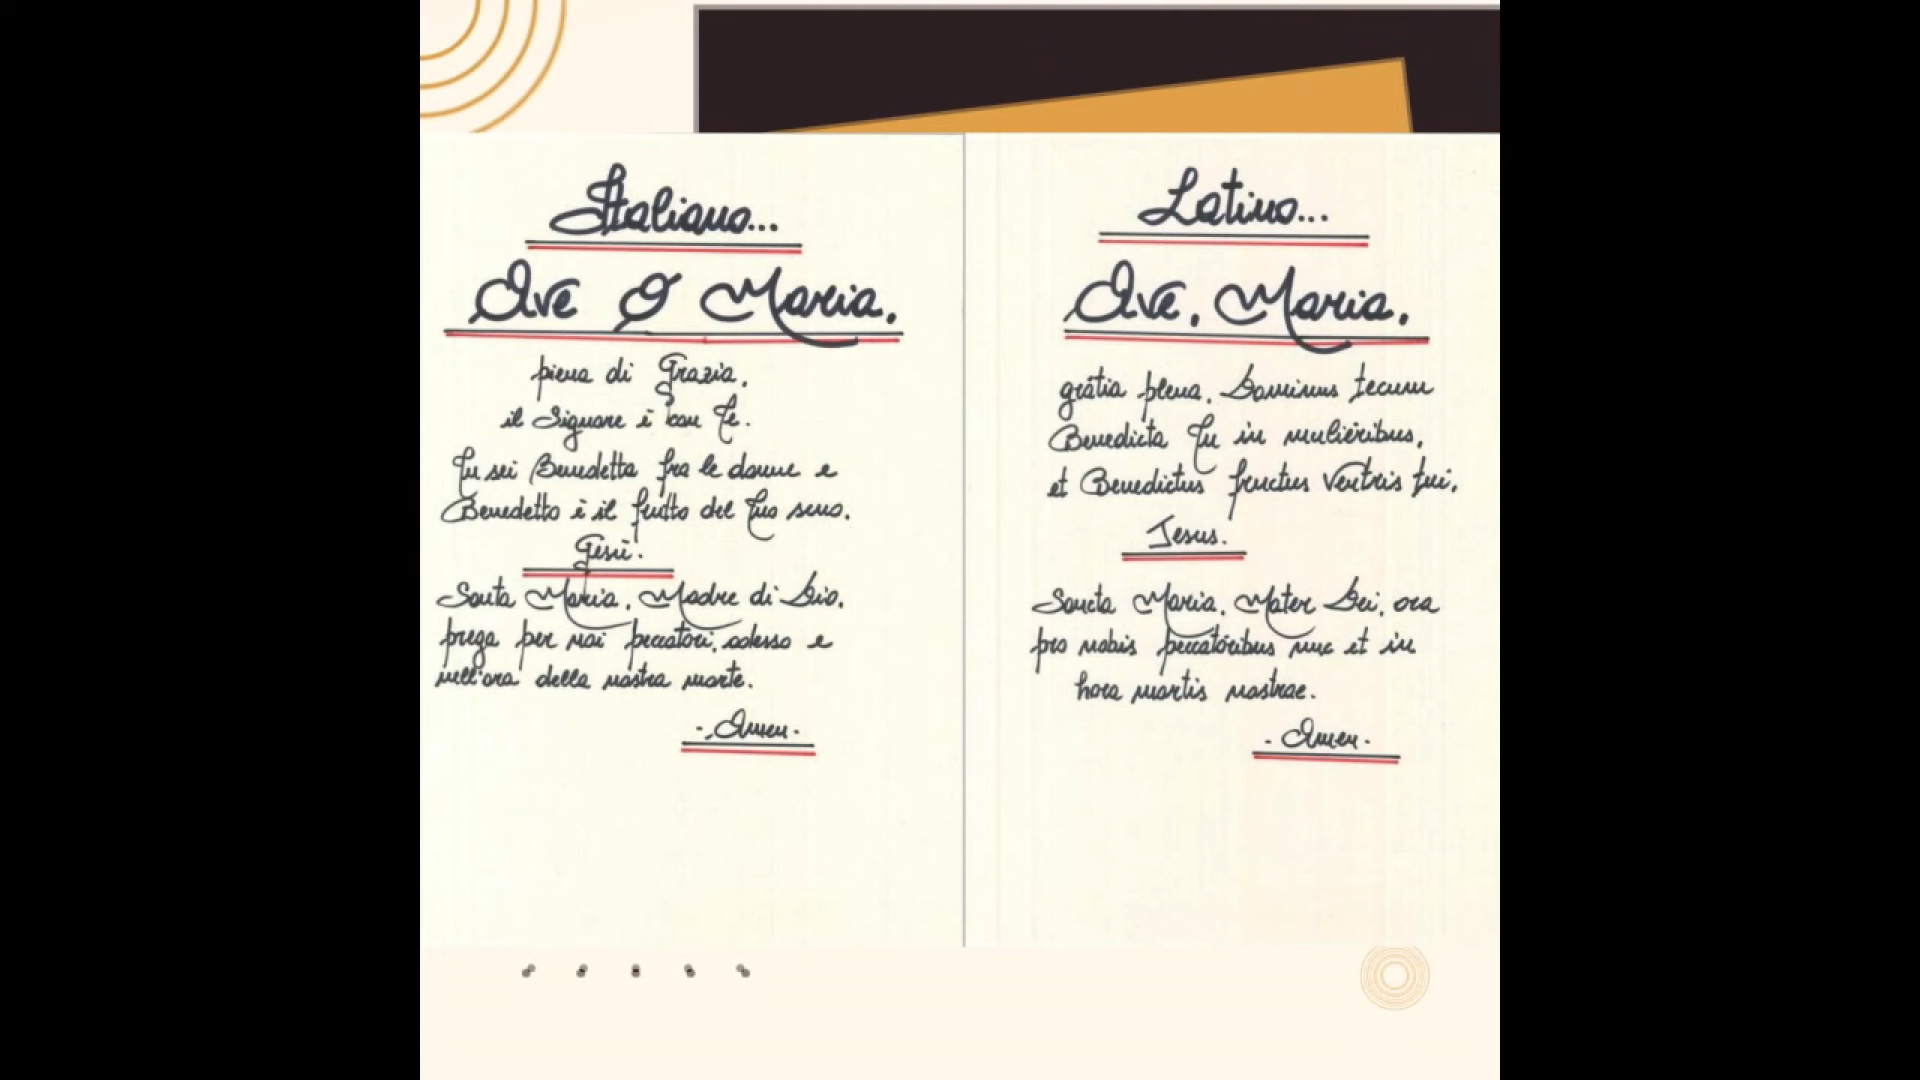 Italiano...
Ave O Maria,
piena di Grazia,
il Signore è con Te.
Tu sei Benedetta fra le donne e
Benedetto è il frutto del Tuo seno,
Gesù.
Santa Maria, Madre di Dio,
prega per noi peccatori, adesso e
nell'ora della nostra morte.
-, Amen-
Latino...
Ave, Maria,
grátia plena, Dominus tecum
Benedicta Tu in muliéribus,
et Benedictus fructus ventris tui,
Jesus.
Sancta Maria, Mater Dei, ora
pro nobis peccatóribus nuc et in
hora mortis nostrae.
- Amen -